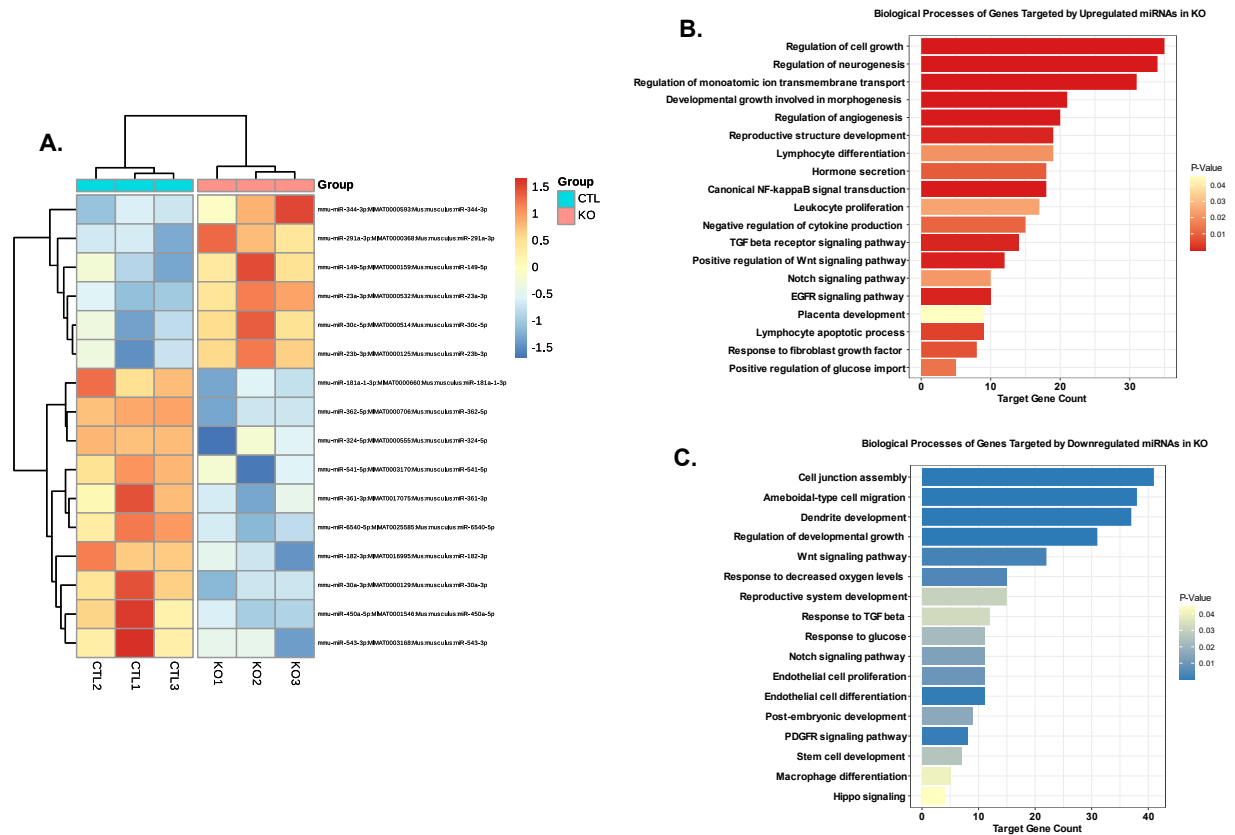 A.
Group
1.5
1
0.5
0
-0.5
-1
-1.5
Group
CTL
KO
mmu-miR-344-3p:MIMAT0000593:Mus:musculus:miR-344-3p
mmu-miR-291a-3p:MIMAT0000368:Mus:musculus:miR-291a-3p
mmu-miR-149-5p:MIMAT0000159:Mus:musculus:miR-149-5p
mmu-miR-23a-3p:MIMAT0000532:Mus:musculus:miR-23a-3p
mmu-miR-30c-5p:MIMAT0000514:Mus:musculus:miR-30c-5p
mmu-miR-23b-3p:MIMAT0000125:Mus:musculus:miR-23b-3p
mmu-miR-181a-1-3p:MIMAT0000660:Mus:musculus:miR-181a-1-3p
mmu-miR-362-5p:MIMAT0000706:Mus:musculus:miR-362-5p
mmu-miR-324-5p:MIMAT0000555:Mus:musculus:miR-324-5p
mmu-miR-541-5p:MIMAT0003170:Mus:musculus:miR-541-5p
mmu-miR-361-3p:MIMAT0017075:Mus:musculus:miR-361-3p
mmu-miR-6540-5p:MIMAT0025585:Mus:musculus:miR-6540-5p
mmu-miR-182-3p:MIMAT0016995:Mus:musculus:miR-182-3p
mmu-miR-30a-3p:MIMAT0000129:Mus:musculus:miR-30a-3p
mmu-miR-450a-5p:MIMAT0001546:Mus:musculus:miR-450a-5p
mmu-miR-543-3p:MIMAT0003168:Mus:musculus:miR-543-3p
CTL2
CTL1
CTL3
KO1
KO2
KO3
B.
Biological Processes of Genes Targeted by Upregulated miRNAs in KO
Regulation of cell growth
Regulation of neurogenesis
Regulation of monoatomic ion transmembrane transport
Developmental growth involved in morphogenesis
Regulation of angiogenesis
Reproductive structure development
Lymphocyte differentiation
Hormone secretion
Canonical NF-kappaB signal transduction
Leukocyte proliferation
Negative regulation of cytokine production
TGF beta receptor signaling pathway
Positive regulation of Wnt signaling pathway
Notch signaling pathway
EGFR signaling pathway
Placenta development
Lymphocyte apoptotic process
Response to fibroblast growth factor
Positive regulation of glucose import
0 10 20 30
Target Gene Count
P-Value
0.04
0.03
0.02
0.01
C.
Biological Processes of Genes Targeted by Downregulated miRNAs in KO
Cell junction assembly
Ameboidal-type cell migration
Dendrite development
Regulation of developmental growth
Wnt signaling pathway
Response to decreased oxygen levels
Reproductive system development
Response to TGF beta
Response to glucose
Notch signaling pathway
Endothelial cell proliferation
Endothelial cell differentiation
Post-embryonic development
PDGFR signaling pathway
Stem cell development
Macrophage differentiation
Hippo signaling
0 10 20 30 40
Target Gene Count
P-Value
0.04
0.03
0.02
0.01